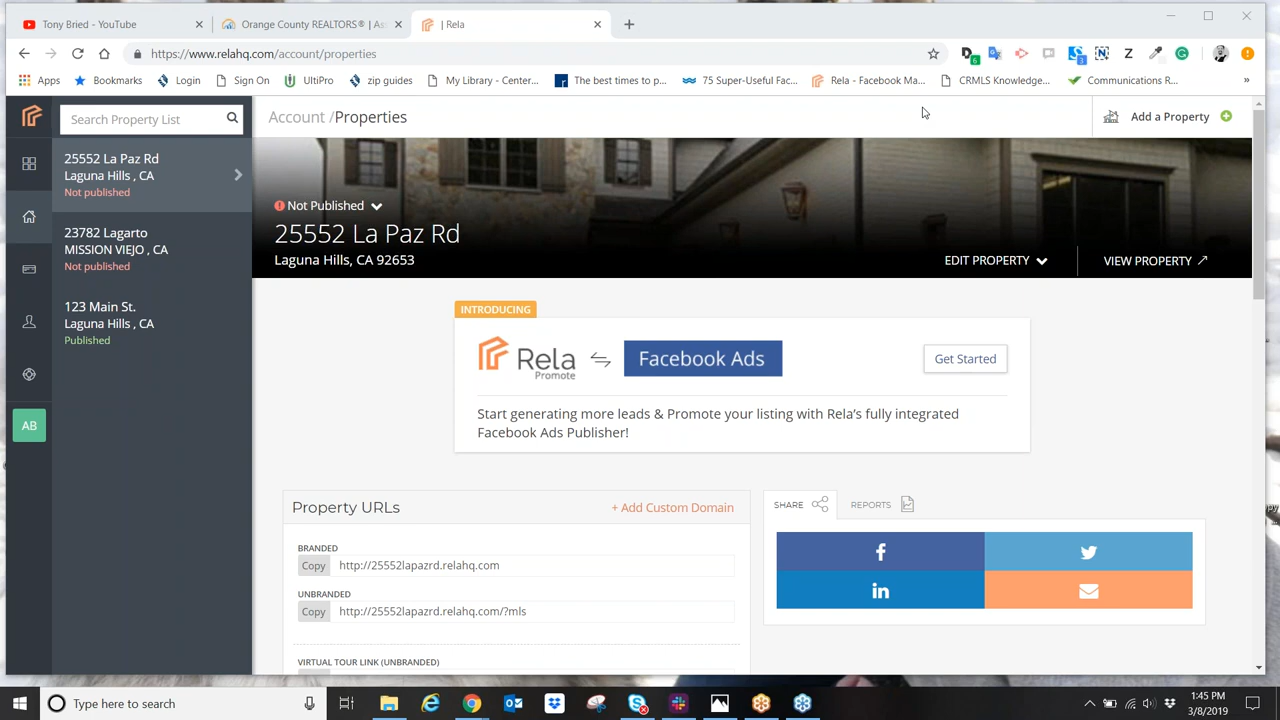 Tony Bried - YouTube
Orange County REALTORS® | As
| Rela
https://www.relahq.com/account/properties
Apps
Bookmarks
Login
Sign On
UltiPro
zip guides
My Library - Center...
The best times to p...
75 Super-Useful Fac...
Rela - Facebook Ma...
CRMLS Knowledge...
Communications R...
Search Property List
Account /Properties
Add a Property
25552 La Paz Rd
Laguna Hills , CA
Not published
23782 Lagarto
MISSION VIEJO , CA
Not published
123 Main St.
Laguna Hills , CA
Published
AB
Not Published
25552 La Paz Rd
Laguna Hills, CA 92653
EDIT PROPERTY
VIEW PROPERTY
INTRODUCING
Rela
Promote
Facebook Ads
Get Started
Start generating more leads & Promote your listing with Rela's fully integrated
Facebook Ads Publisher!
Property URLs
+ Add Custom Domain
BRANDED
Copy http://25552lapazrd.relahq.com
UNBRANDED
Copy http://25552lapazrd.relahq.com/?mls
VIRTUAL TOUR LINK (UNBRANDED)
SHARE
REPORTS
Type here to search
1:45 PM
3/8/2019